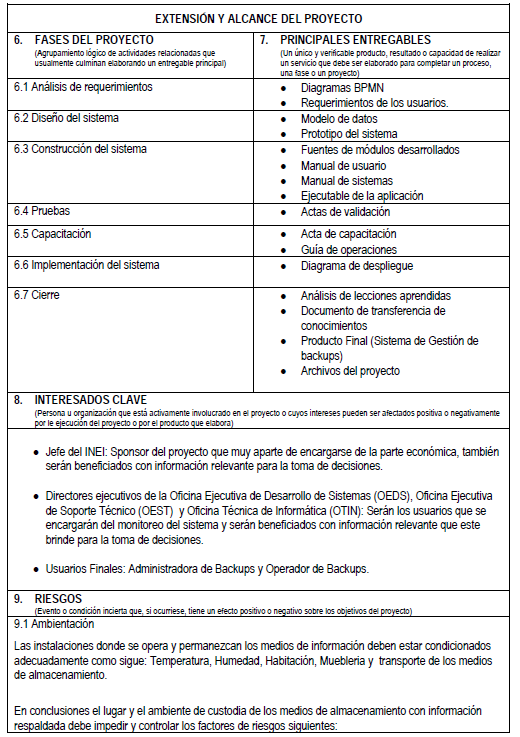 EXTENSIÓN Y ALCANCE DEL PROYECTO
6. FASES DEL PROYECTO
(Agrupamiento lógico de actividades relacionadas que
usualmente culminan elaborando un entregable principal)
7. PRINCIPALES ENTREGABLES
(Un único y verificable producto, resultado o capacidad de realizar
un servicio que debe ser elaborado para completar un proceso,
una fase o un proyecto)
6.1 Análisis de requerimientos
● Diagramas BPMN
● Requerimientos de los usuarios.
6.2 Diseño del sistema
● Modelo de datos
● Prototipo del sistema
6.3 Construcción del sistema
● Fuentes de módulos desarrollados
● Manual de usuario
● Manual de sistemas
● Ejecutable de la aplicación
6.4 Pruebas
● Actas de validación
6.5 Capacitación
● Acta de capacitación
● Guía de operaciones
6.6 Implementación del sistema
● Diagrama de despliegue
6.7 Cierre
● Análisis de lecciones aprendidas
● Documento de transferencia de
conocimientos
● Producto Final (Sistema de Gestión de
backups)
● Archivos del proyecto
8. INTERESADOS CLAVE
(Persona u organización que está activamente involucrado en el proyecto o cuyos intereses pueden ser afectados positiva o negativamente
por le ejecución del proyecto o por el producto que elabora)
● Jefe del INEI: Sponsor del proyecto que muy aparte de encargarse de la parte económica, también
serán beneficiados con información relevante para la toma de decisiones.
● Directores ejecutivos de la Oficina Ejecutiva de Desarrollo de Sistemas (OEDS), Oficina Ejecutiva
de Soporte Técnico (OEST) y Oficina Técnica de Informática (OTIN): Serán los usuarios que se
encargarán del monitoreo del sistema y serán beneficiados con información relevante que este
brinde para la toma de decisiones.
● Usuarios Finales: Administradora de Backups y Operador de Backups.
9. RIESGOS
(Evento o condición incierta que, si ocurriese, tiene un efecto positivo o negativo sobre los objetivos del proyecto)
9.1 Ambientación
Las instalaciones donde se opera y permanezcan los medios de información deben estar condicionados
adecuadamente como sigue: Temperatura, Humedad, Habitación, Muebleria y transporte de los medios
de almacenamiento.
En conclusiones el lugar y el ambiente de custodia de los medios de almacenamiento con información
respaldada debe impedir y controlar los factores de riesgos siguientes: